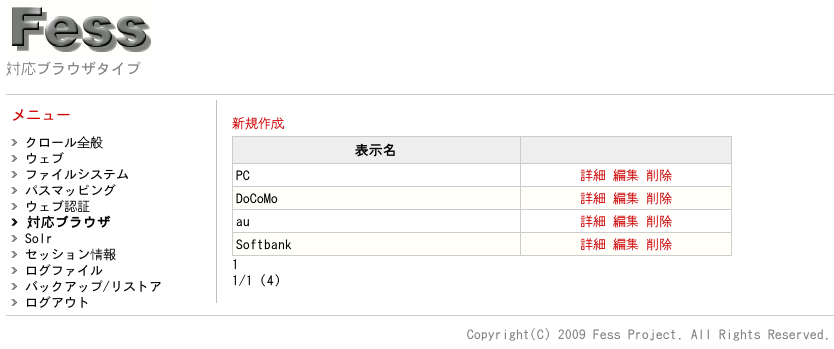 Fess
対応ブラウザタイプ
メニュー
クロール全般
ウェブ
ファイルシステム
パスマッピング
ウェブ認証
対応ブラウザ
Solr
セッション情報
ログファイル
バックアップ/リストア
ログアウト
新規作成
表示名
PC 詳細 編集 削除
DoCoMo 詳細 編集 削除
au 詳細 編集 削除
Softbank 詳細 編集 削除
1
1/1 (4)
Copyright(C) 2009 Fess Project. All Rights Reserved.